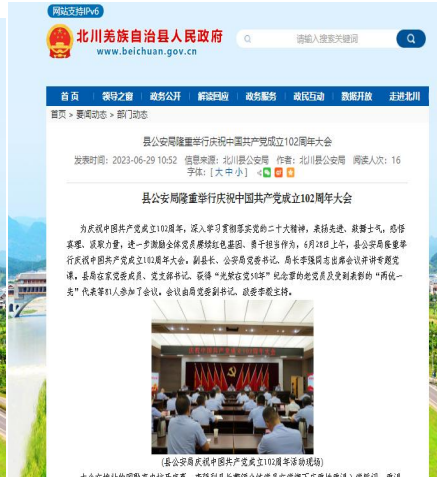 网站支持IPv6
北川羌族自治县人民政府
www.beichuan.gov.cn
请输入搜索关键词
首页 领导之窗 政务公开 解读回应 政务服务 政民互动 数据开放 走进北川
首页 > 要闻动态 > 部门动态
县公安局隆重举行庆祝中国共产党成立102周年大会
发表时间：2023-06-29 10:52 信息来源：北川县公安局 作者：北川县公安局 阅读人次：16
字体：[ 大 中 小 ]
县公安局隆重举行庆祝中国共产党成立102周年大会
为庆祝中国共产党成立102周年，深入学习贯彻落实党的二十大精神，表扬先进、鼓舞士气，感悟
真理、汲取力量，进一步激励全体党员赓续红色基因、勇于担当作为，6月28日上午，县公安局隆重举
行庆祝中国共产党成立102周年大会。副县长、公安局党委书记、局长李强同志出席会议并讲专题党
课。县局在家党委成员、党支部书记、获得“光荣在党50年”纪念章的老党员及受到表彰的“两优一
先”代表等81人参加了会议。会议由局党委副书记、政委李毅主持。
(县公安局庆祝中国共产党成立102周年活动现场)